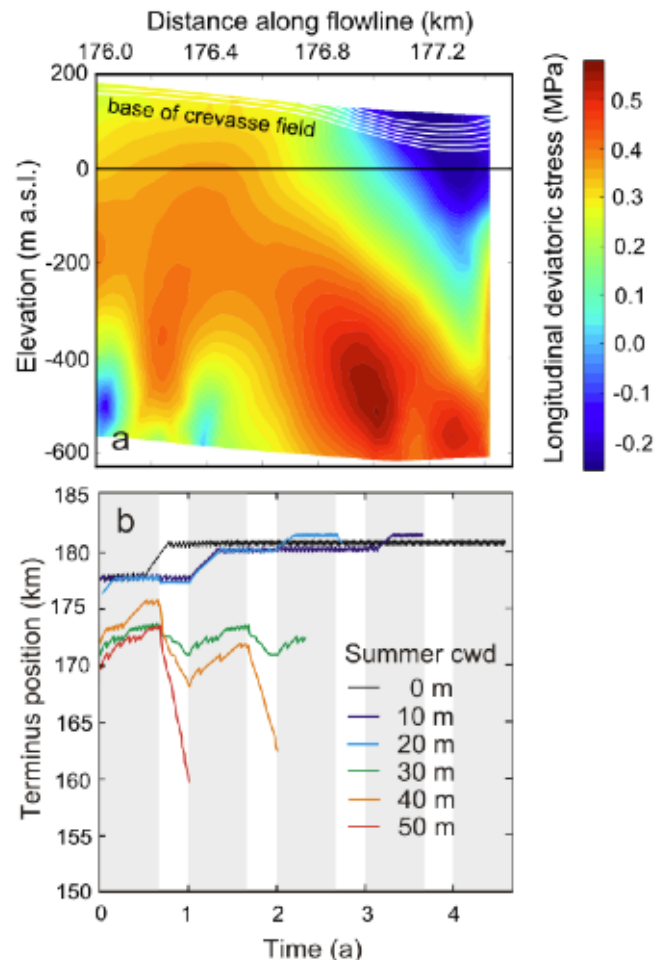 Distance along flowline (km)
176.0 176.4 176.8 177.2
200
0
-200
-400
-600
Elevation (m a.s.l.)
base of crevasse field
a
Longitudinal deviatoric stress (MPa)
0.5
0.4
0.3
0.2
0.1
0.0
-0.1
-0.2
b
185
180
175
170
165
160
155
150
Terminus position (km)
Summer cwd
0 m
10 m
20 m
30 m
40 m
50 m
0 1 2 3 4
Time (a)